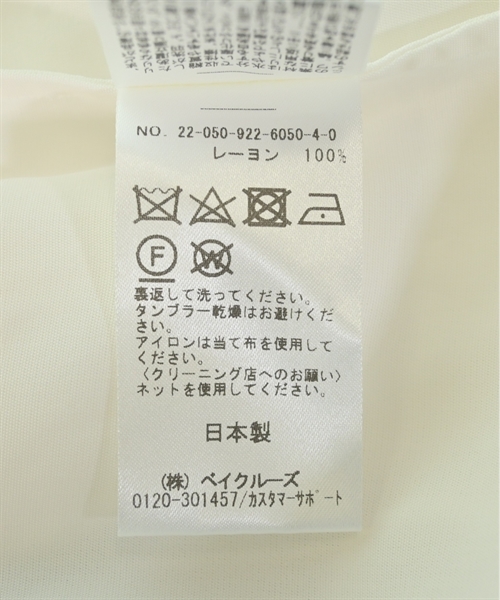 NO. 22-050-922-6050-4-0
レーヨン 100%
F W
裏返して洗ってください。
タンブラー乾燥はお避けくだ
さい。
アイロンは当て布を使用して
ください。
〈クリーニング店へのお願い〉
ネットを使用してください。
日本製
(株) ベイクルーズ
0120-301457/カスタマーサポート